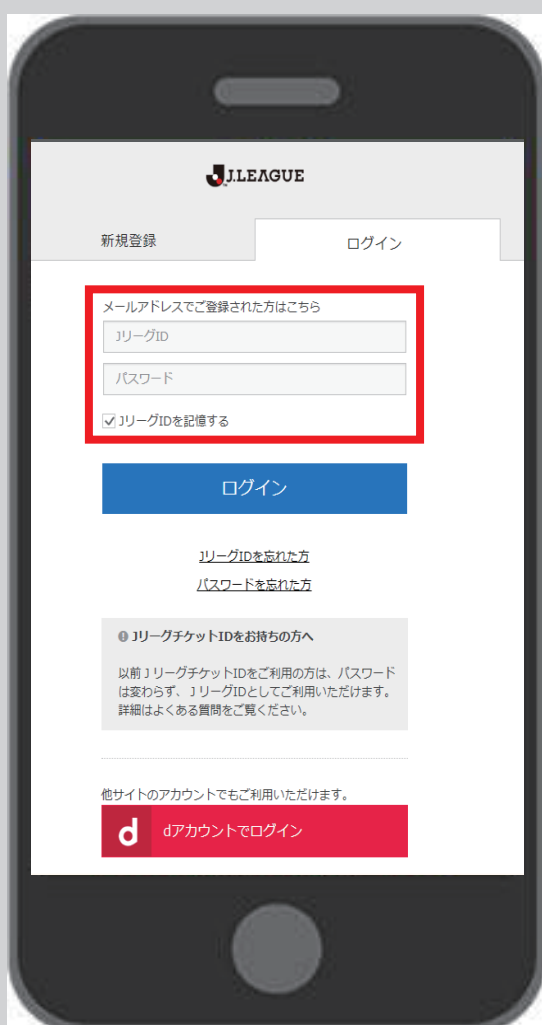 J.LEAGUE
新規登録
ログイン
メールアドレスでご登録された方はこちら
JリーグID
パスワード
JリーグIDを記憶する
ログイン
JリーグIDを忘れた方
パスワードを忘れた方
JリーグチケットIDをお持ちの方へ
以前JリーグチケットIDをご利用の方は、パスワード
は変わらず、JリーグIDとしてご利用いただけます。
詳細はよくある質問をご覧ください。
他サイトのアカウントでもご利用いただけます。
d dアカウントでログイン